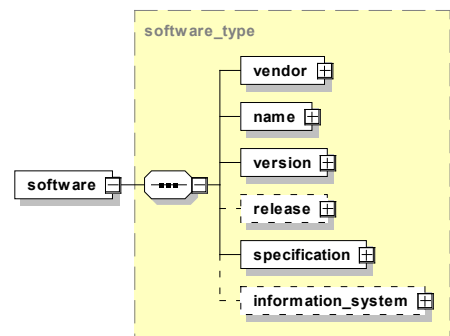 software_type
vendor
name
version
software
release
specification
information_system